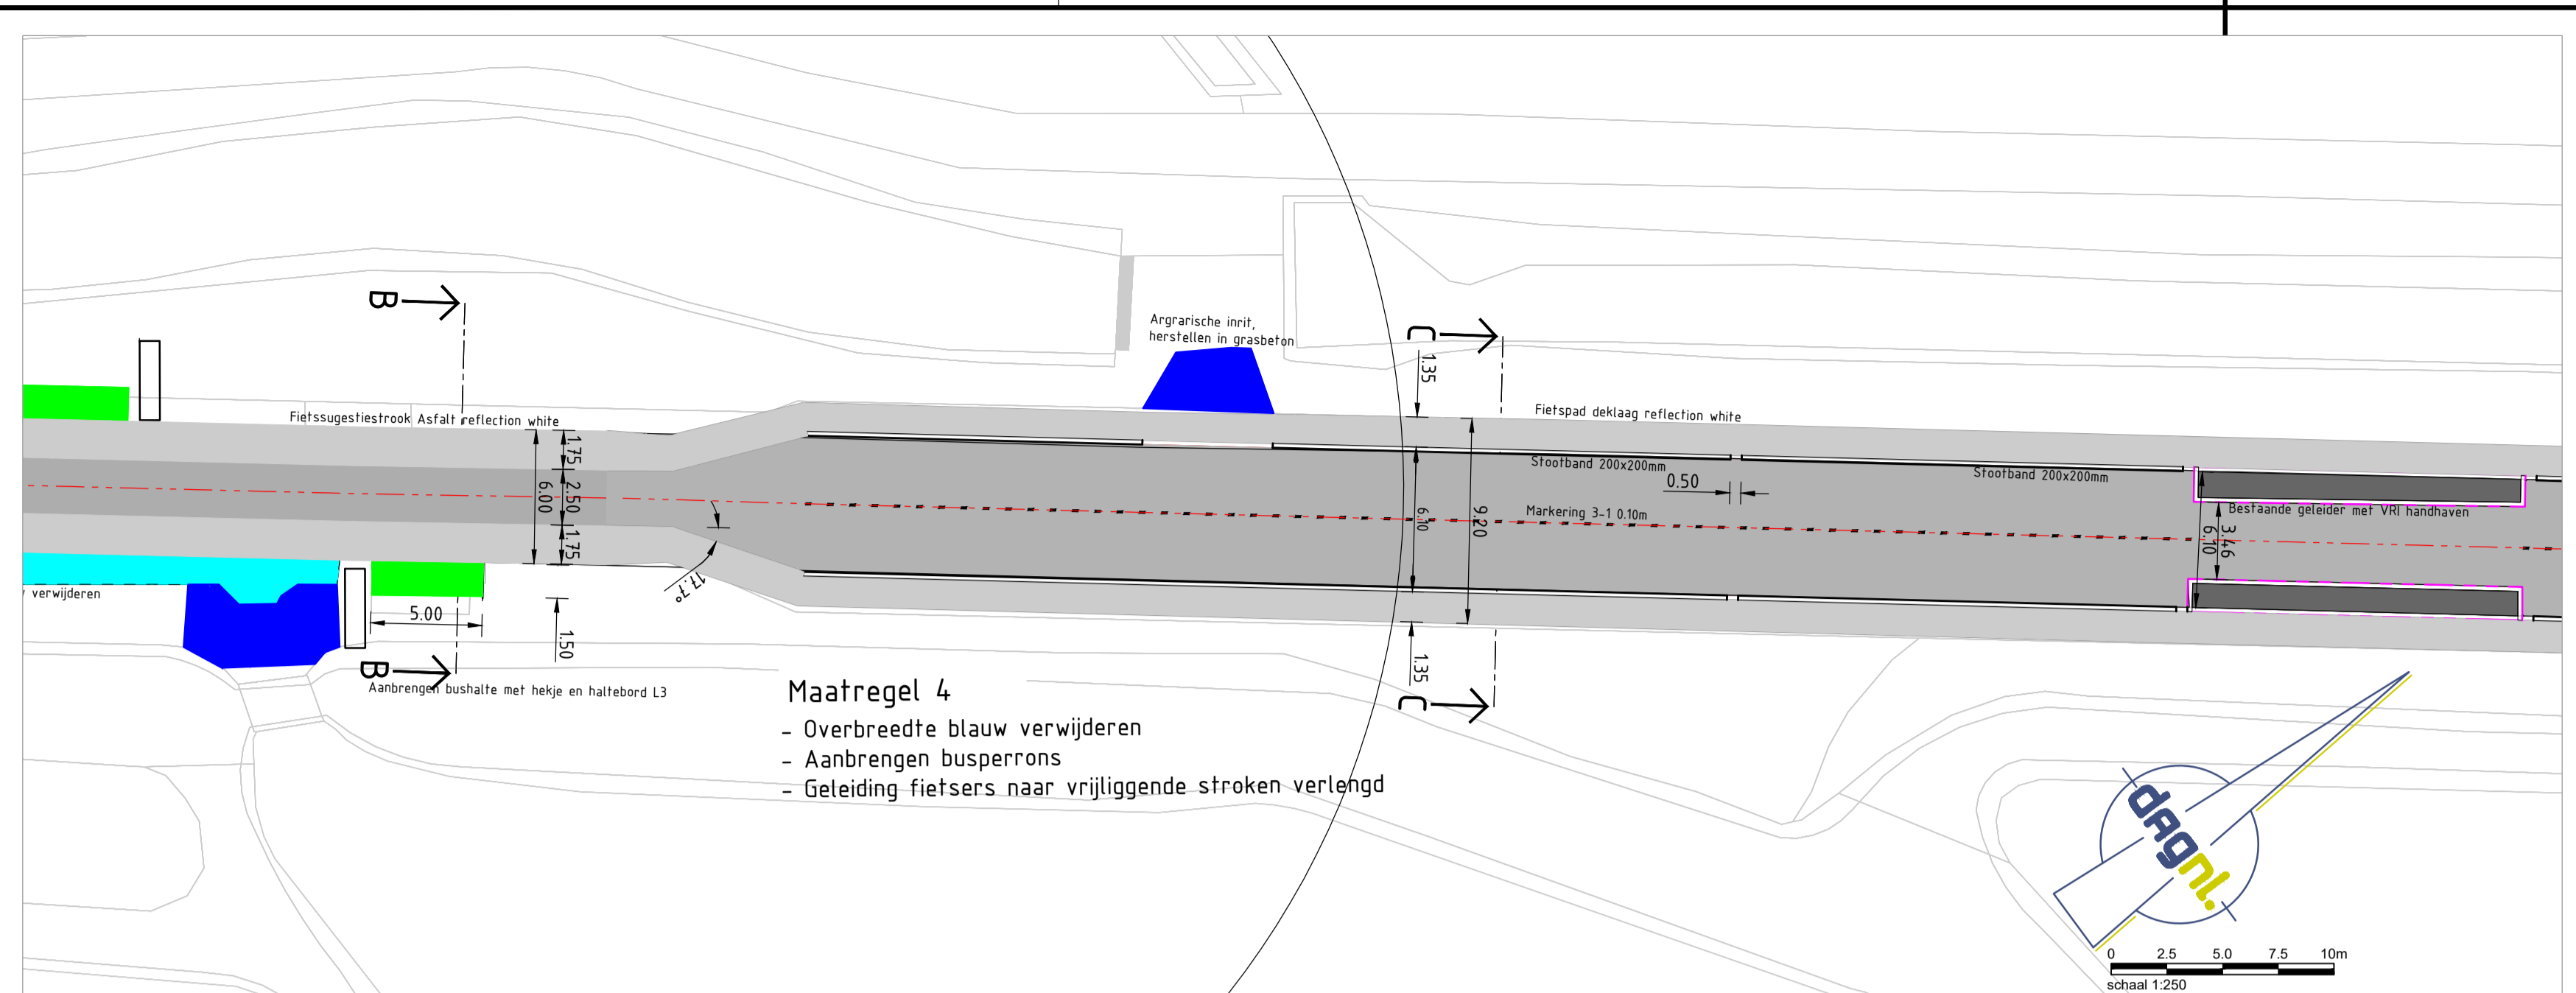 Argrarische inrit,
herstellen in grasbeton
B
C
1.35
Fietssugestiestrook Asfalt reflection white
Fietspad deklaag reflection white
1.75
2.50
6.00
1.75
Stootband 200x200mm
Stootband 200x200mm
0.50
6.10
9.20
Markering 3-1 0.10m
Bestaande geleider met VRI handhaven
3.46
6.10
17.7°
verwijderen
5.00
1.50
1.35
B
C
Aanbrengen bushalte met hekje en haltebord L3
Maatregel 4
- Overbreedte blauw verwijderen
- Aanbrengen busperrons
- Geleiding fietsers naar vrijliggende stroken verlengd
dagnl.
0 2.5 5.0 7.5 10m
schaal 1:250